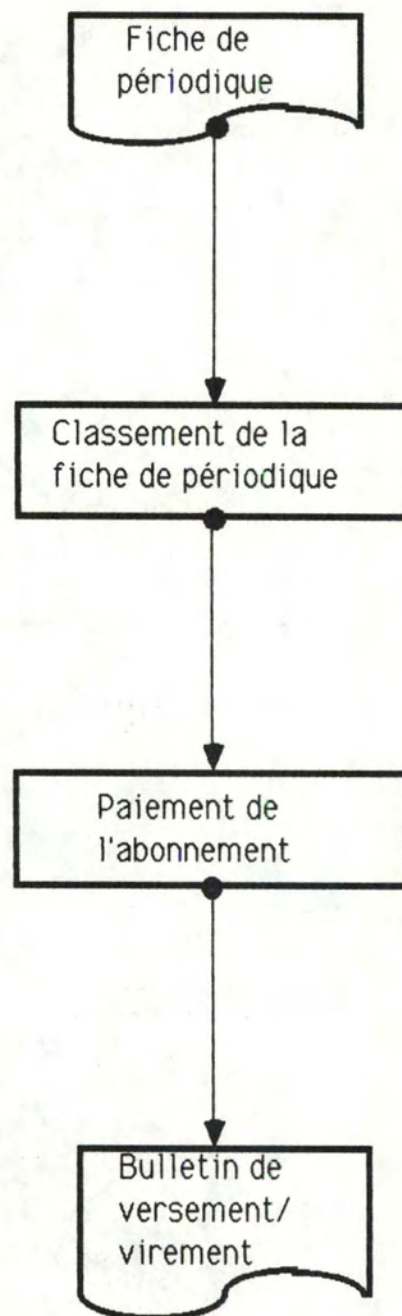 Fiche de
périodique
Classement de la
fiche de périodique
Paiement de
l'abonnement
Bulletin de
versement/
virement